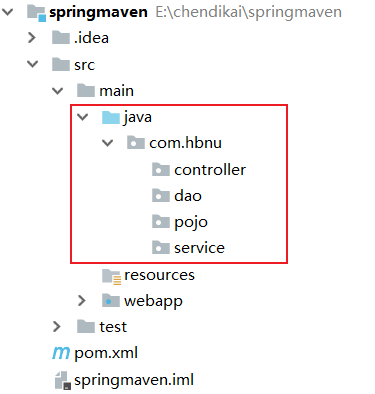 springmaven E:\chendikai\springmaven
.idea
src
main
java
com.hbnu
controller
dao
pojo
service
resources
webapp
test
pom.xml
springmaven.iml